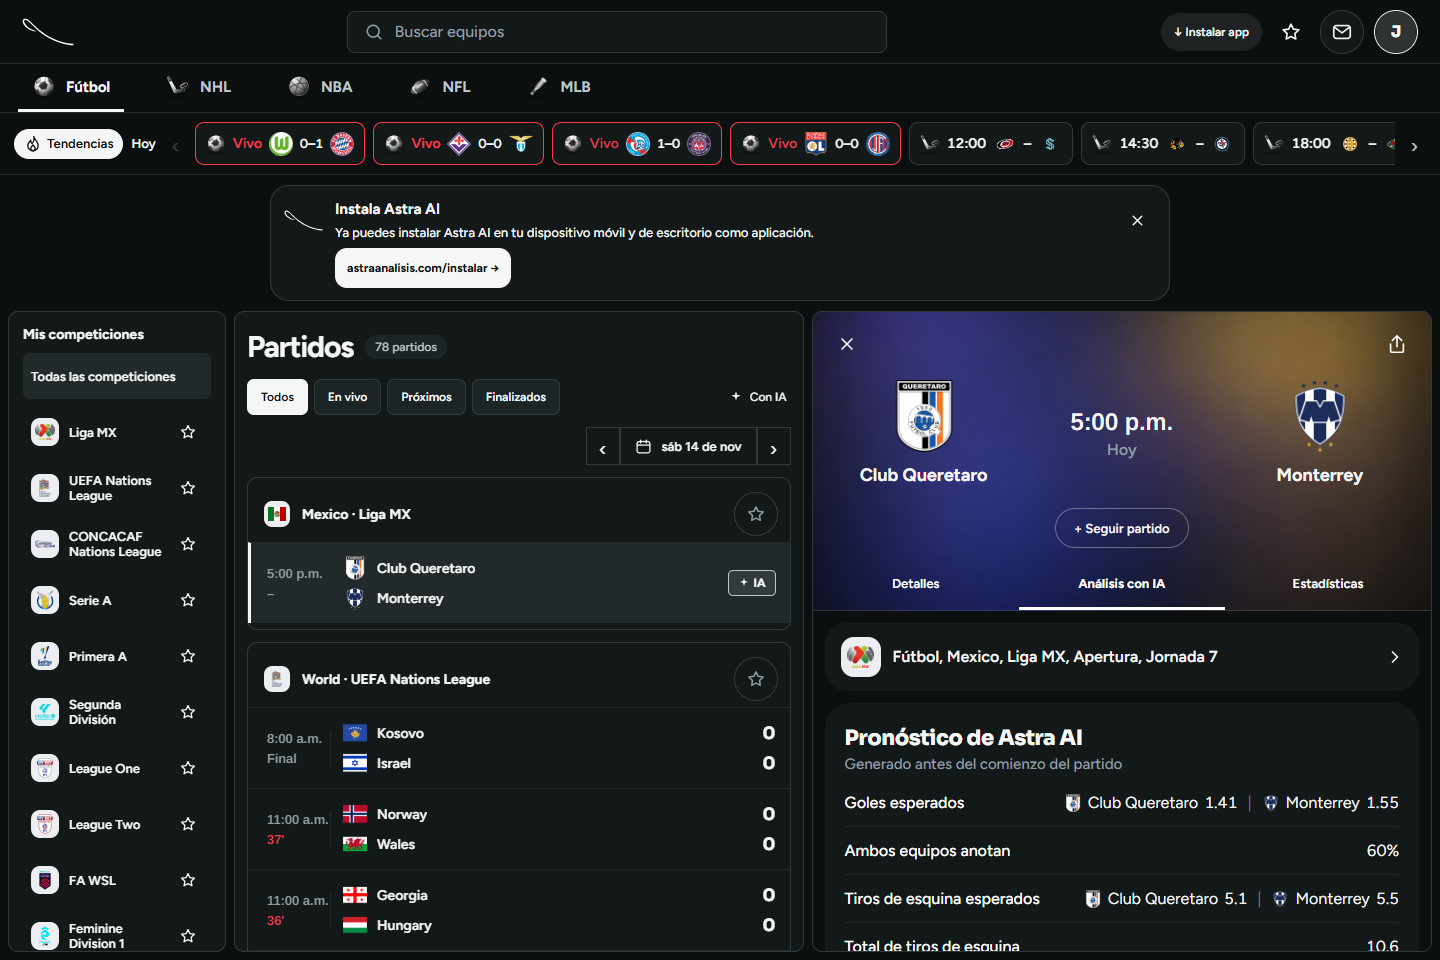 Buscar equipos
↓ Instalar app
J
Fútbol
NHL
NBA
NFL
MLB
Tendencias
Hoy
‹
Vivo 0–1
Vivo 0–0
Vivo 1–0
Vivo 0–0
12:00 –
14:30 –
18:00 –
›
Instala Astra AI
Ya puedes instalar Astra AI en tu dispositivo móvil y de escritorio como aplicación.
astraanalisis.com/instalar →
Mis competiciones
Todas las competiciones
Liga MX
UEFA Nations
League
CONCACAF
Nations League
Serie A
Primera A
Segunda
División
League One
League Two
FA WSL
Feminine
Division 1
Partidos
78 partidos
Todos
En vivo
Próximos
Finalizados
Con IA
‹
sáb 14 de nov
›
Mexico · Liga MX
5:00 p.m.
–
Club Queretaro
Monterrey
IA
World · UEFA Nations League
8:00 a.m.
Final
Kosovo 0
Israel 0
11:00 a.m.
37'
Norway 0
Wales 0
11:00 a.m.
36'
Georgia 0
Hungary 0
QUERETARO
Club Queretaro
5:00 p.m.
Hoy
Monterrey
+ Seguir partido
Detalles
Análisis con IA
Estadísticas
Fútbol, Mexico, Liga MX, Apertura, Jornada 7
Pronóstico de Astra AI
Generado antes del comienzo del partido
Goles esperados Club Queretaro 1.41 | Monterrey 1.55
Ambos equipos anotan 60%
Tiros de esquina esperados Club Queretaro 5.1 | Monterrey 5.5
Total de tiros de esquina 10.6